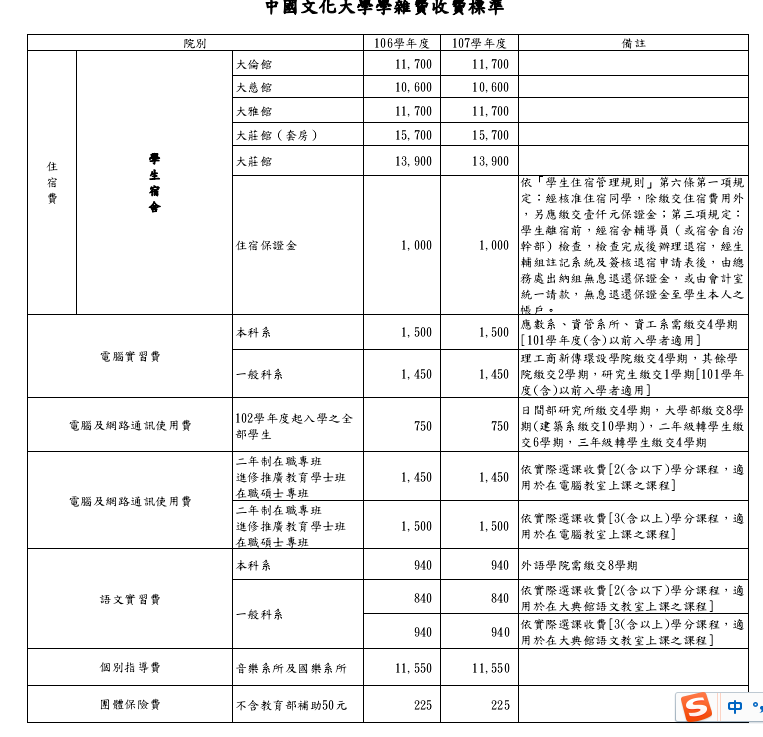 中國文化大學學雜費收費標準
院別 106學年度 107學年度 備註
住宿費
學生宿舍
大倫館 11,700 11,700
大慈館 10,600 10,600
大雅館 11,700 11,700
大莊館（套房） 15,700 15,700
大莊館 13,900 13,900
住宿保證金 1,000 1,000
依「學生住宿管理規則」第六條第一項規
定：經核准住宿同學，除繳交住宿費用外
，另應繳交壹仟元保證金；第三項規定：
學生離宿前，經宿舍輔導員（或宿舍自治
幹部）檢查，檢查完成後辦理退宿，經生
輔組註記系統及簽核退宿申請表後，由總
務處出納組無息退還保證金，或由會計室
統一請款，無息退還保證金至學生本人之
帳戶。
電腦實習費
本科系 1,500 1,500
應數系、資管系所、資工系需繳交4學期
[101學年度(含)以前入學者適用]
一般科系 1,450 1,450
理工商新傳環設學院繳交4學期，其餘學
院繳交2學期，研究生繳交1學期[101學年
度(含)以前入學者適用]
電腦及網路通訊使用費
102學年度起入學之全
部學生
750 750
日間部研究所繳交4學期，大學部繳交8學
期(建築系繳交10學期)，二年級轉學生繳
交6學期，三年級轉學生繳交4學期
電腦及網路通訊使用費
二年制在職專班
進修推廣教育學士班
在職碩士專班
1,450 1,450
依實際選課收費[2(含以下)學分課程，適
用於在電腦教室上課之課程]
二年制在職專班
進修推廣教育學士班
在職碩士專班
1,500 1,500
依實際選課收費[3(含以上)學分課程，適
用於在電腦教室上課之課程]
語文實習費
本科系 940 940 外語學院需繳交8學期
一般科系
840 840
依實際選課收費[2(含以下)學分課程，適
用於在大典館語文教室上課之課程]
940 940
依實際選課收費[3(含以上)學分課程，適
用於在大典館語文教室上課之課程]
個別指導費 音樂系所及國樂系所 11,550 11,550
團體保險費 不含教育部補助50元 225 225
S 中 °,